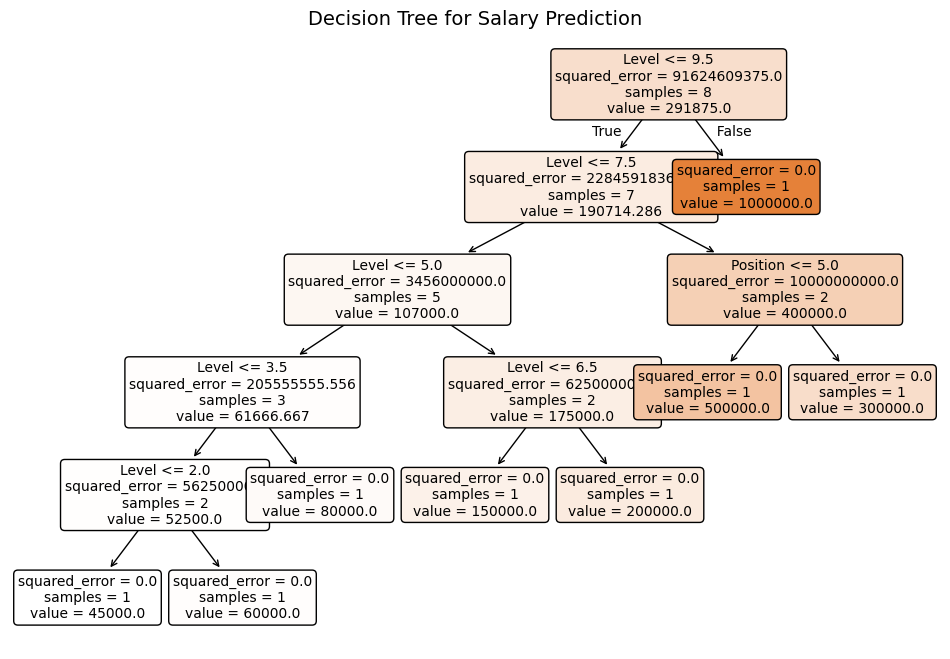 Decision Tree for Salary Prediction
Level <= 9.5
squared_error = 91624609375.0
samples = 8
value = 291875.0
True
False
Level <= 7.5
squared_error = 2284591836
samples = 7
value = 190714.286
squared_error = 0.0
samples = 1
value = 1000000.0
Level <= 5.0
squared_error = 3456000000.0
samples = 5
value = 107000.0
Position <= 5.0
squared_error = 10000000000.0
samples = 2
value = 400000.0
Level <= 3.5
squared_error = 205555555.556
samples = 3
value = 61666.667
Level <= 6.5
squared_error = 62500000
samples = 2
value = 175000.0
squared_error = 0.0
samples = 1
value = 500000.0
squared_error = 0.0
samples = 1
value = 300000.0
Level <= 2.0
squared_error = 562500
samples = 2
value = 52500.0
squared_error = 0.0
samples = 1
value = 80000.0
squared_error = 0.0
samples = 1
value = 150000.0
squared_error = 0.0
samples = 1
value = 200000.0
squared_error = 0.0
samples = 1
value = 45000.0
squared_error = 0.0
samples = 1
value = 60000.0